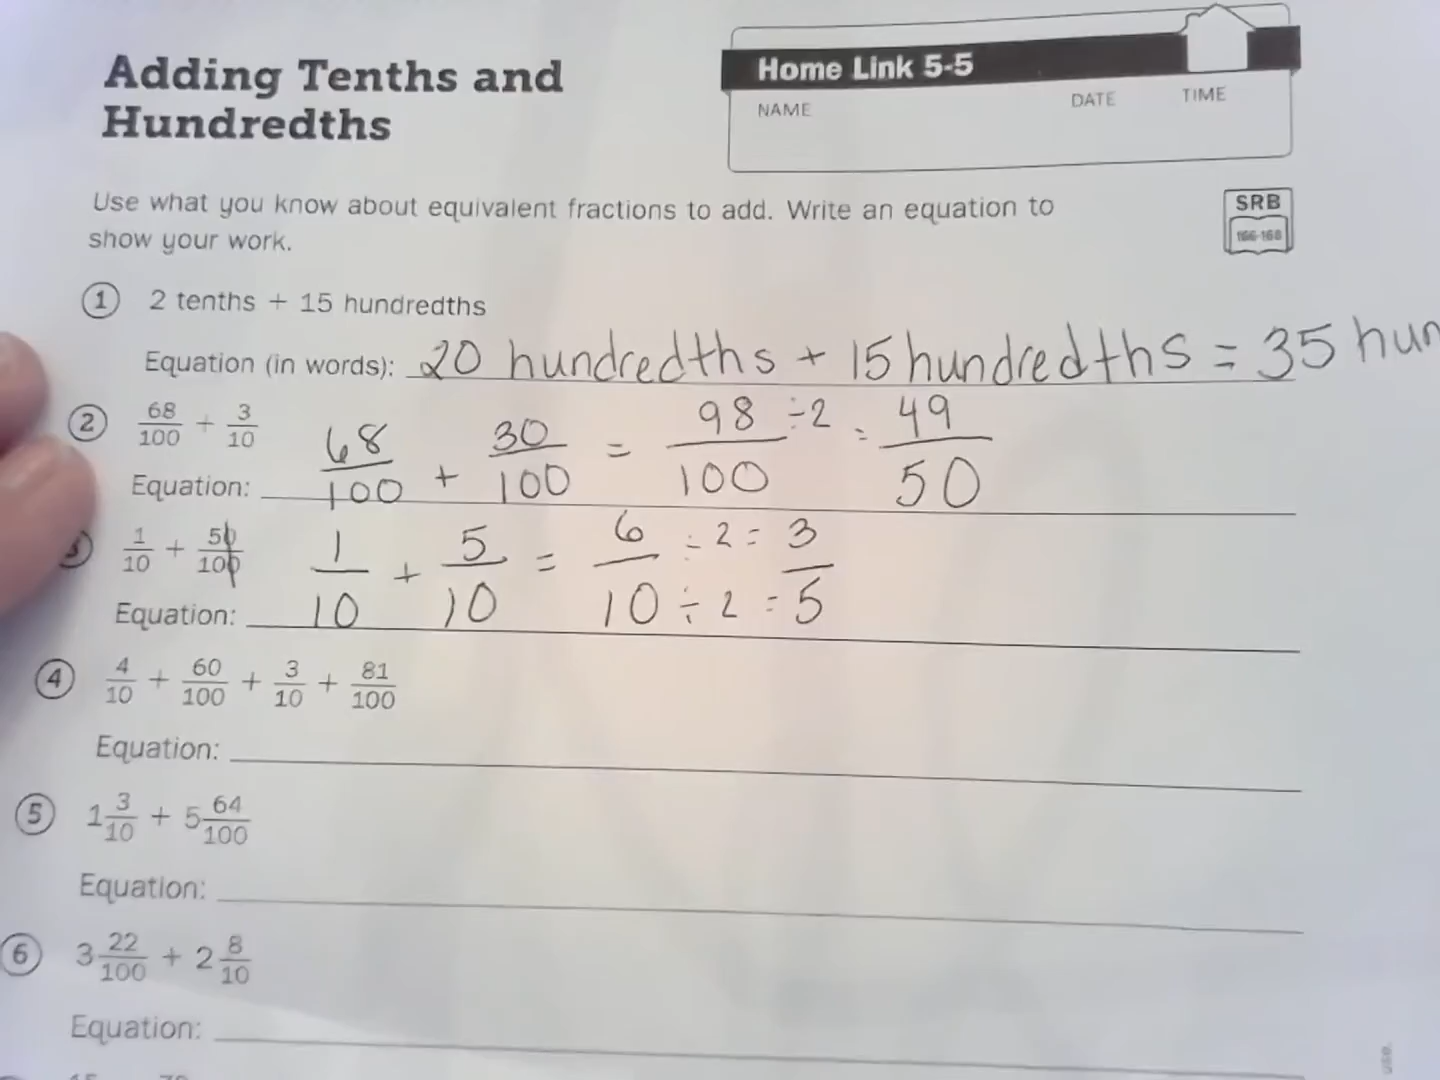 Adding Tenths and
Hundredths
Home Link 5-5
NAME DATE TIME
Use what you know about equivalent fractions to add. Write an equation to
show your work.
SRB
166-168
1 2 tenths + 15 hundredths
Equation (in words): 20 hundredths + 15 hundredths = 35 hun
2 68/100 + 3/10
Equation: 68/100 + 30/100 = 98/100 ÷2 = 49/50
3 1/10 + 50/100
Equation: 1/10 + 5/10 = 6/10 ÷ 2 = 3 ÷ 2 = 5
4 4/10 + 60/100 + 3/10 + 81/100
Equation:
5 1 3/10 + 5 64/100
Equation:
6 3 22/100 + 2 8/10
Equation:
use.